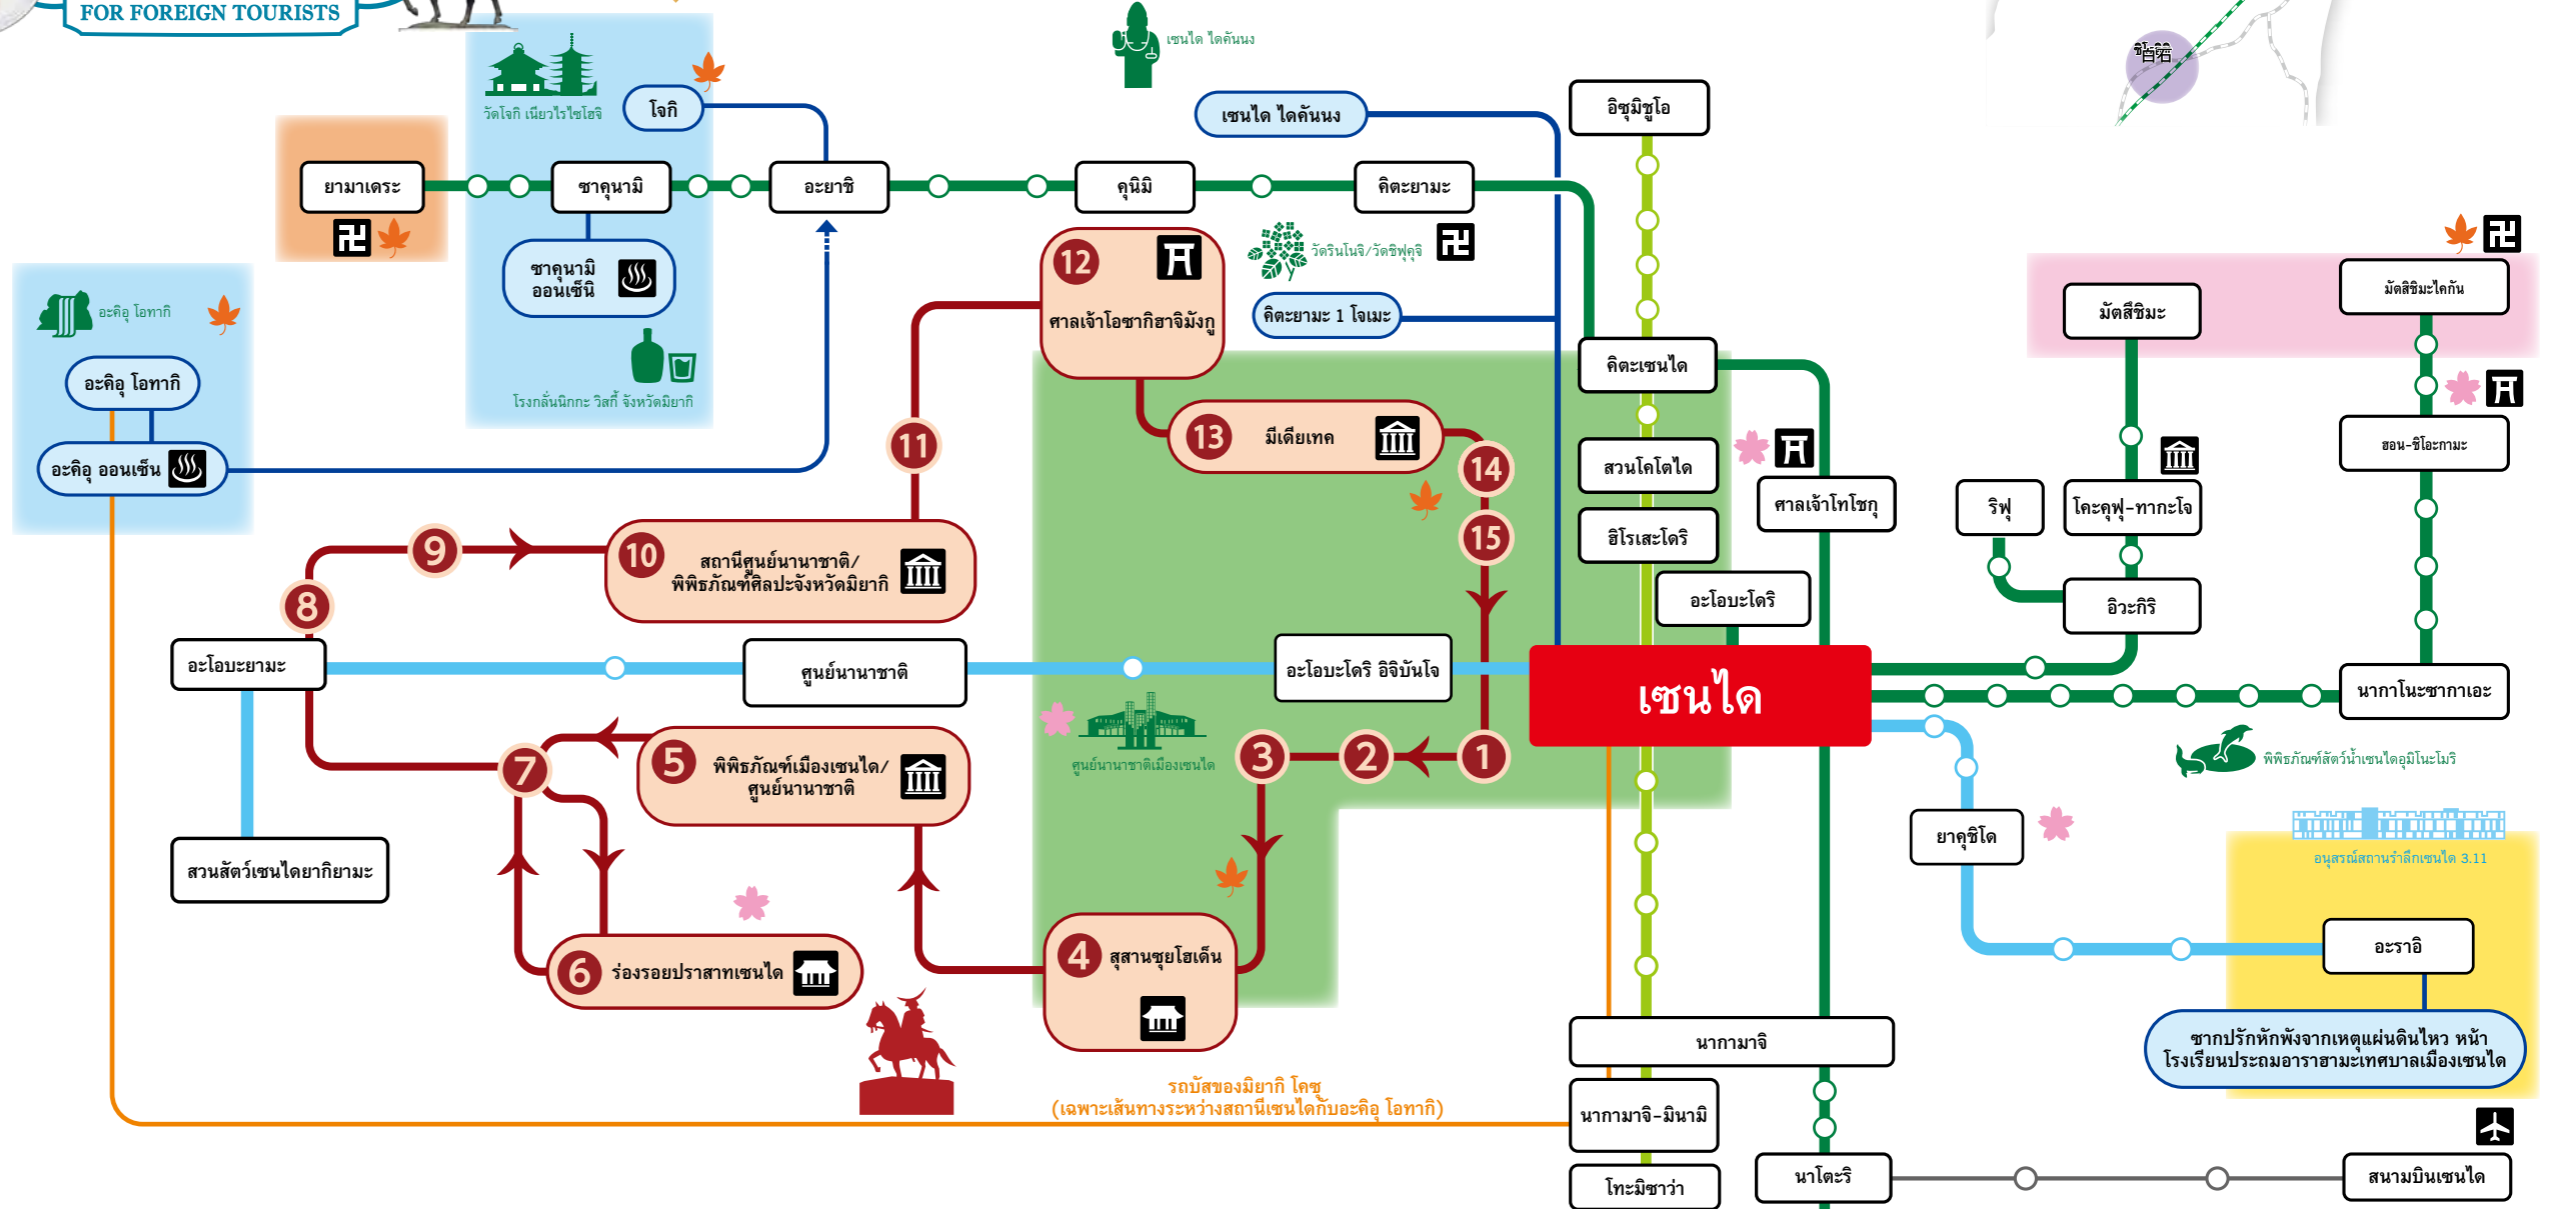 FOR FOREIGN TOURISTS
เซนได ไดคันนง
วัดโจกิ เนียวไรไซโฮจิ
โจกิ
เซนได ไดคันนง
อิซุมิชูโอ
ยามาเดระ
ซาคุนามิ
อะยาชิ
คุนิมิ
คิตะยามะ
ซาคุนามิ
ออนเซ็นิ
12
ศาลเจ้าโอซากิฮาจิมังกู
วัดรินโนจิ/วัดชิฟุคุจิ
คิตะยามะ 1 โจเมะ
อะคิอุ โอทากิ
โรงกลั่นนิกกะ วิสกี้ จังหวัดมิยากิ
อะคิอุ โอทากิ
อะคิอุ ออนเซ็น
มัตสึชิมะ
มัตสิชิมะไคกัน
คิตะเซนได
11
13 มีเดียเทค
14
15
สวนโคโตได
ฮิโรเสะโดริ
ศาลเจ้าโทโชกุ
ริฟุ
โคะคุฟุ-ทากะโจ
ฮอน-ชิโอะกามะ
8
9
10
สถานีศูนย์นานาชาติ/
พิพิธภัณฑ์ศิลปะจังหวัดมิยากิ
อะโอบะโดริ
อิวะกิริ
อะโอบะยามะ
ศูนย์นานาชาติ
อะโอบะโดริ อิจิบันโจ
เซนได
นากาโนะซากาเอะ
ศูนย์นานาชาติเมืองเซนได
3
2
1
7
5
พิพิธภัณฑ์เมืองเซนได/
ศูนย์นานาชาติ
พิพิธภัณฑ์สัตว์น้ำเซนไดอุมิโนะโมริ
ยาคุชิโด
สวนสัตว์เซนไดยากิยามะ
อนุสรณ์สถานรำลึกเซนได 3.11
6 ร่องรอยปราสาทเซนได
4 สุสานซุยโฮเด็น
อะราอิ
ซากปรักหักพังจากเหตุแผ่นดินไหว หน้า
โรงเรียนประถมอาราฮามะเทศบาลเมืองเซนได
นากามาจิ
รถบัสของมิยากิ โคซู
(เฉพาะเส้นทางระหว่างสถานีเซนไดกับอะคิอุ โอทากิ)
นากามาจิ-มินามิ
โทะมิซาว่า
นาโตะริ
สนามบินเซนได